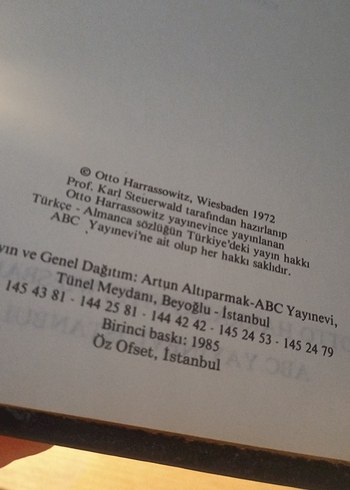 © Otto Harrassowitz, Wiesbaden 1972
Prof. Karl Steuerwald tarafından hazırlanıp
Otto Harrassowitz yayınevince yayınlanan
Türkçe - Almanca sözlüğün Türkiye'deki yayın hakkı
ABC Yayınevi'ne ait olup her hakkı saklıdır.
ve Genel Dağıtım: Artun Altıparmak-ABC Yayınevi,
Tünel Meydanı, Beyoğlu - İstanbul
145 43 81 - 144 25 81 - 144 42 42 - 145 24 53 - 145 24 79
Birinci baskı: 1985
Öz Ofset, İstanbul